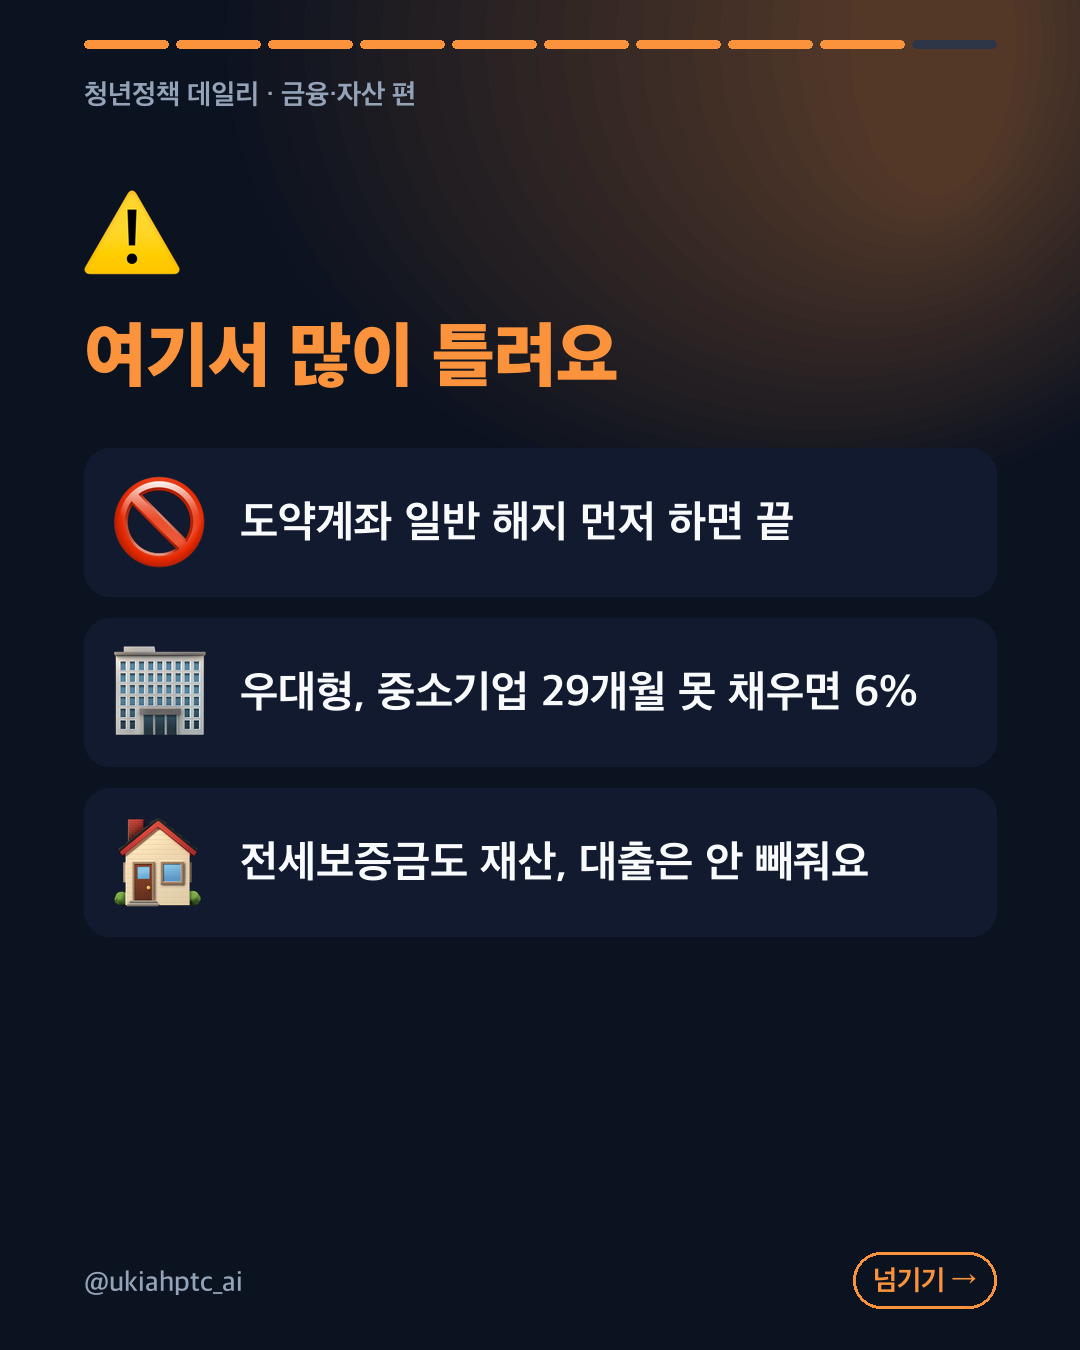 청년정책 데일리 · 금융·자산 편
여기서 많이 틀려요
도약계좌 일반 해지 먼저 하면 끝
우대형, 중소기업 29개월 못 채우면 6%
전세보증금도 재산, 대출은 안 빼줘요
@ukiahptc_ai
넘기기 →